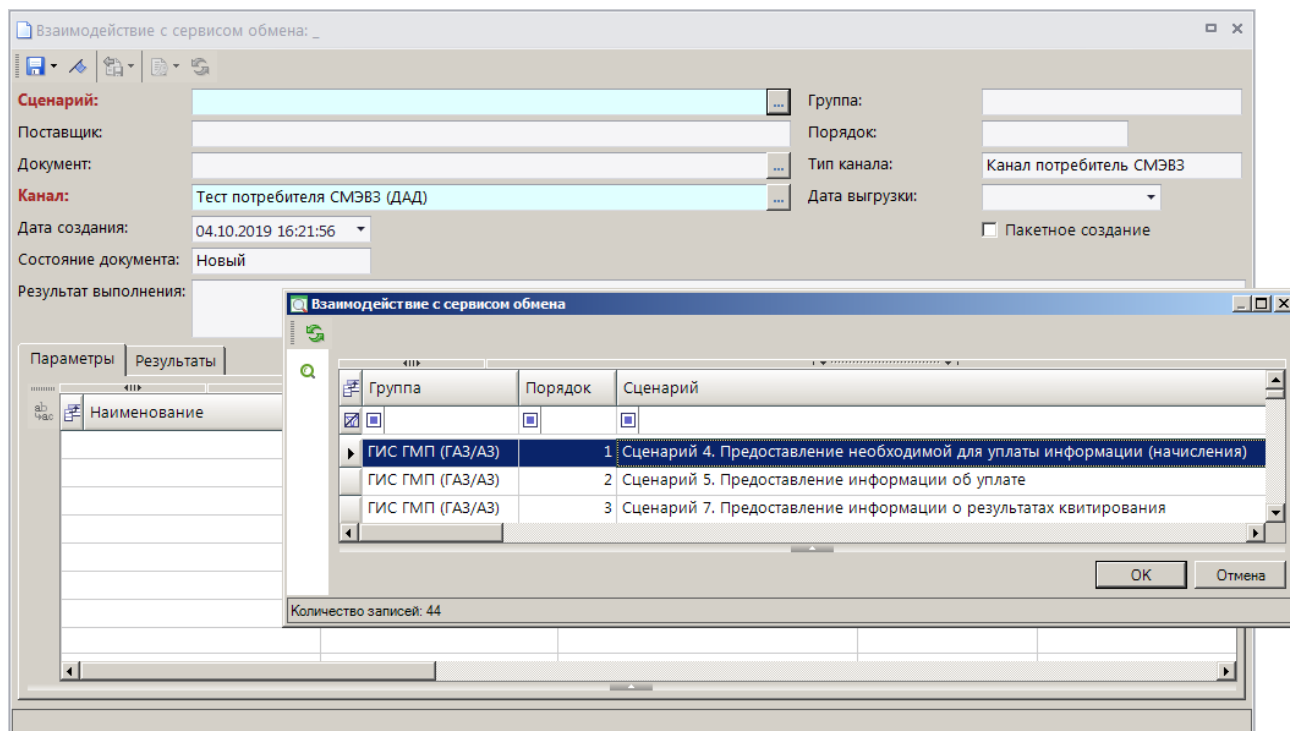 Взаимодействие с сервисом обмена: _
Сценарий: ... Группа:
Поставщик: Порядок:
Документ: ... Тип канала: Канал потребитель СМЭВ3
Канал: Тест потребителя СМЭВ3 (ДАД) ... Дата выгрузки:
Дата создания: 04.10.2019 16:21:56 Пакетное создание
Состояние документа: Новый
Результат выполнения:
Параметры Результаты
ab ac Наименование
Взаимодействие с сервисом обмена
Группа Порядок Сценарий
ГИС ГМП (ГАЗ/АЗ) 1 Сценарий 4. Предоставление необходимой для уплаты информации (начисления)
ГИС ГМП (ГАЗ/АЗ) 2 Сценарий 5. Предоставление информации об уплате
ГИС ГМП (ГАЗ/АЗ) 3 Сценарий 7. Предоставление информации о результатах квитирования
OK Отмена
Количество записей: 44